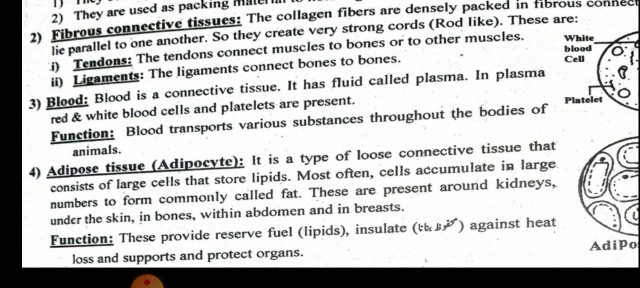 1) They
2) They are used as packing material
2) Fibrous connective tissues: The collagen fibers are densely packed in fibrous connect
lie parallel to one another. So they create very strong cords (Rod like). These are:
i) Tendons: The tendons connect muscles to bones or to other muscles.
ii) Ligaments: The ligaments connect bones to bones.
3) Blood: Blood is a connective tissue. It has fluid called plasma. In plasma
red & white blood cells and platelets are present.
Function: Blood transports various substances throughout the bodies of
animals.
4) Adipose tissue (Adipocyte): It is a type of loose connective tissue that
consists of large cells that store lipids. Most often, cells accumulate in large
numbers to form commonly called fat. These are present around kidneys,
under the skin, in bones, within abdomen and in breasts.
Function: These provide reserve fuel (lipids), insulate (محفوظ بنانا) against heat
loss and supports and protect organs.
White
blood
Cell
Platelet
AdiPo